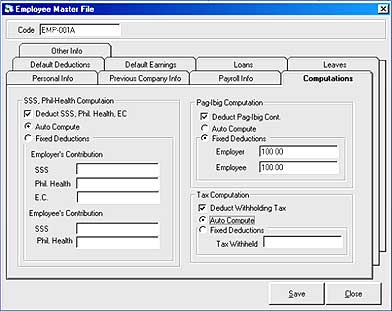 Employee Master File
Code EMP-001A
Other Info
Default Deductions Default Earnings Loans Leaves
Personal Info Previous Company Info Payroll Info Computations
SSS, Phil-Health Computaion
Deduct SSS, Phil. Health, EC
Auto Compute
Fixed Deductions
Employer's Contribution
SSS
Phil. Health
E.C.
Employee's Contribution
SSS
Phil. Health
Pag-Ibig Computation
Deduct Pag-Ibig Cont.
Auto Compute
Fixed Deductions
Employer 100.00
Employee 100.00
Tax Computation
Deduct Withholding Tax
Auto Compute
Fixed Deductions
Tax Withheld
Save Close